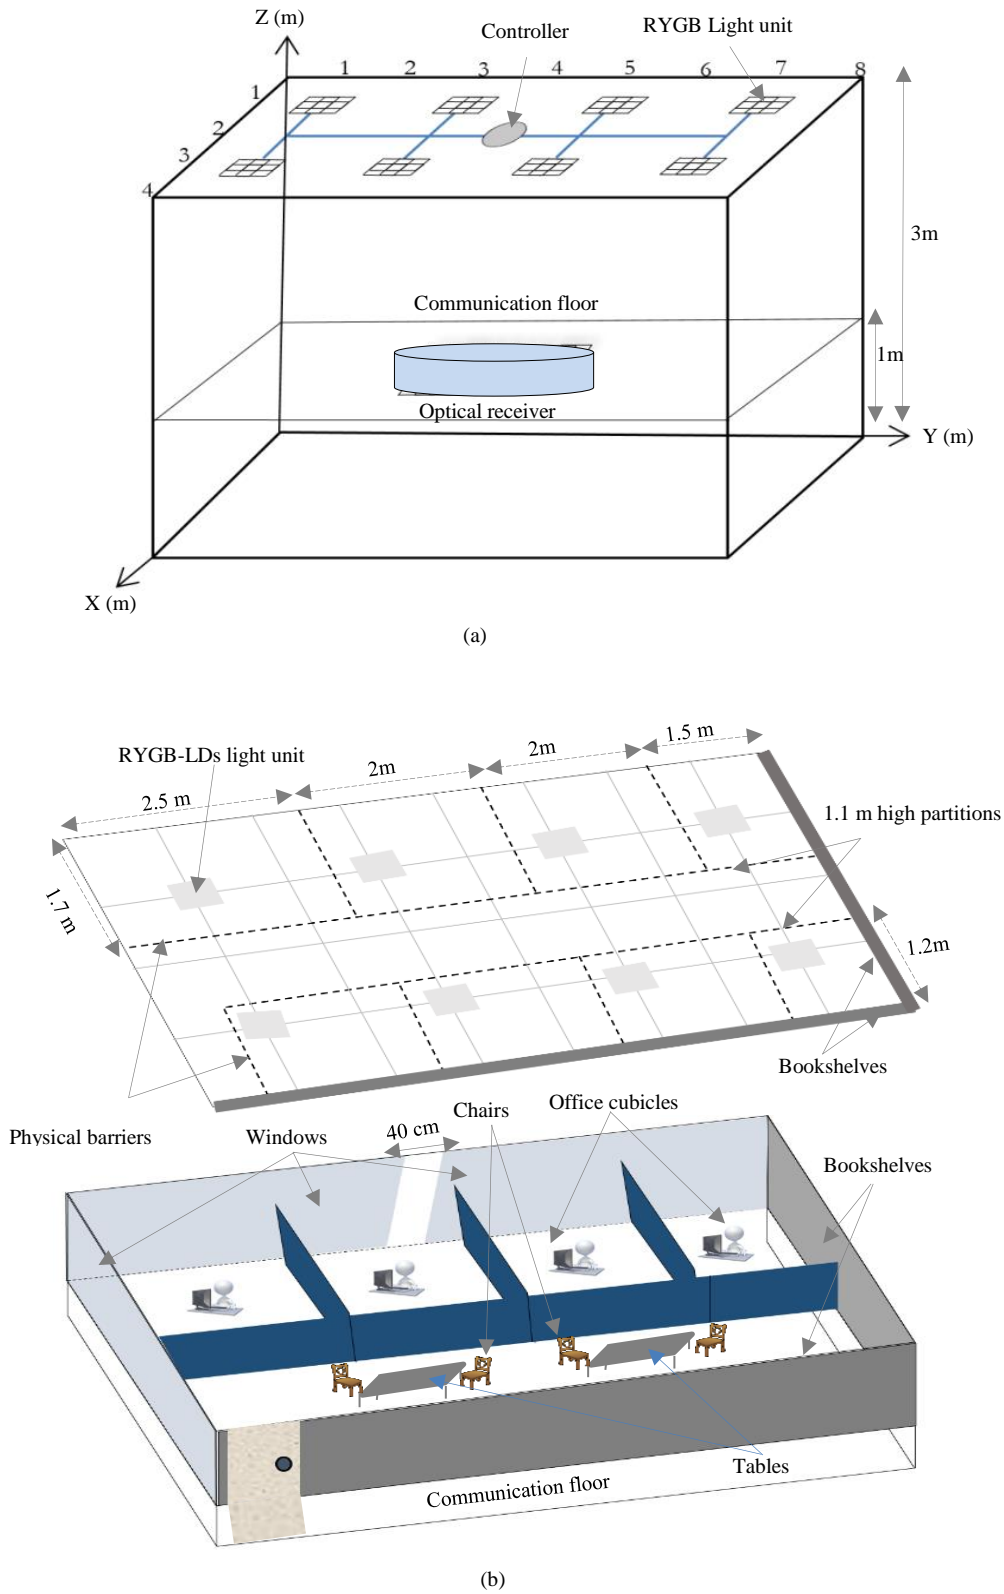 Z (m)
Controller
RYGB Light unit
1 2 3 4 5 6 7 8
1
2
3
4
3m
Communication floor
1m
Optical receiver
Y (m)
X (m)
(a)
RYGB-LDs light unit
2.5 m
2m
2m
1.5 m
1.1 m high partitions
1.7 m
1.2m
Bookshelves
Physical barriers
Windows
40 cm
Chairs
Office cubicles
Bookshelves
Tables
Communication floor
(b)